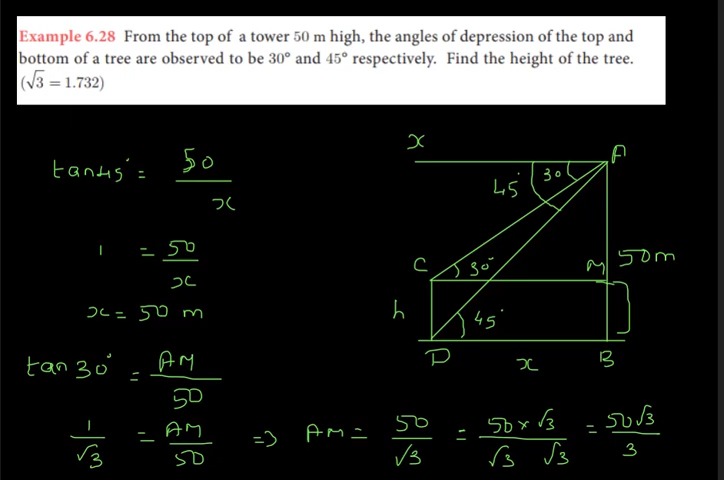 Example 6.28 From the top of a tower 50 m high, the angles of depression of the top and
bottom of a tree are observed to be 30° and 45° respectively. Find the height of the tree.
(√3 = 1.732)
tan45° = 50/x
1 = 50/x
x = 50 m
tan 30° = AM/50
1/√3 = AM/50 => AM = 50/√3 = 50×√3/√3 √3 = 50√3/3
x
A
45°
30
C
30°
M
50m
h
45°
D
x
B